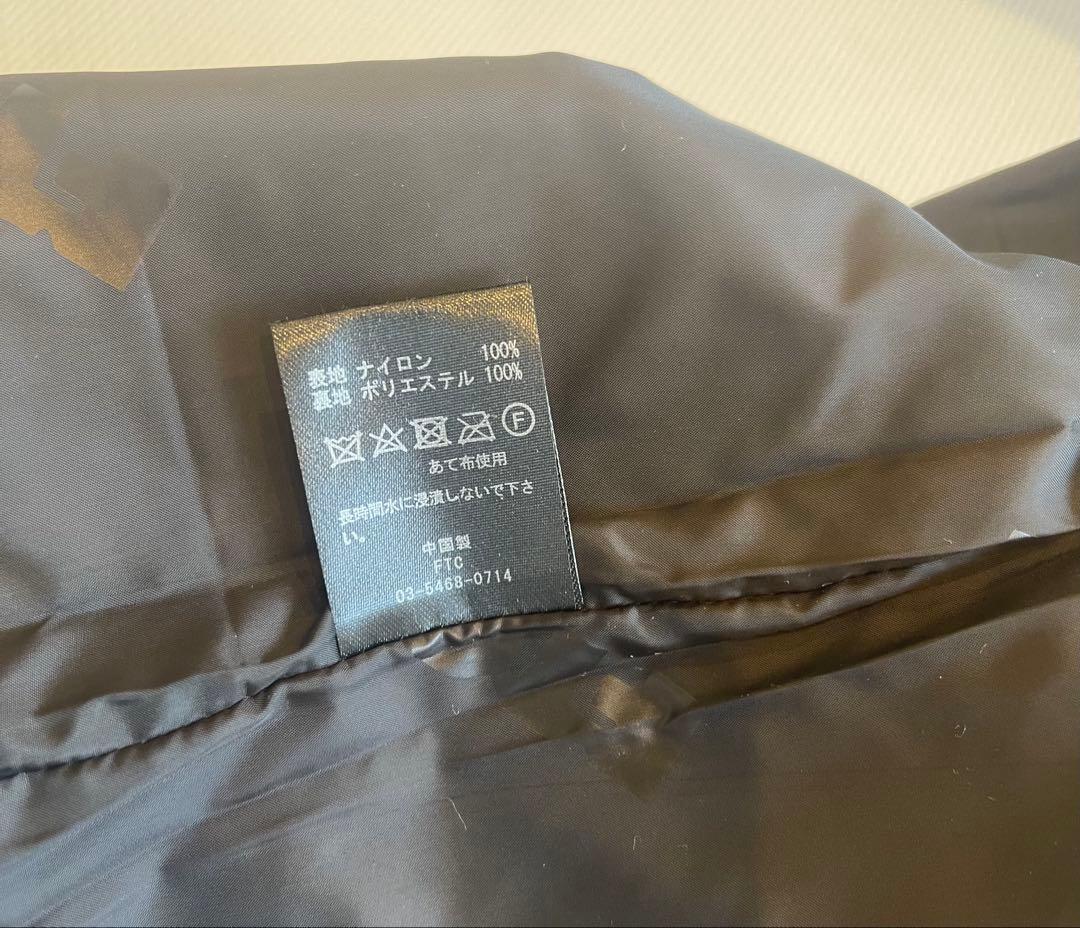 表地 ナイロン 100%
裏地 ポリエステル 100%
F
あて布使用
長時間水に浸漬しないで下さ
い。
中国製
FTC
03-5468-0714